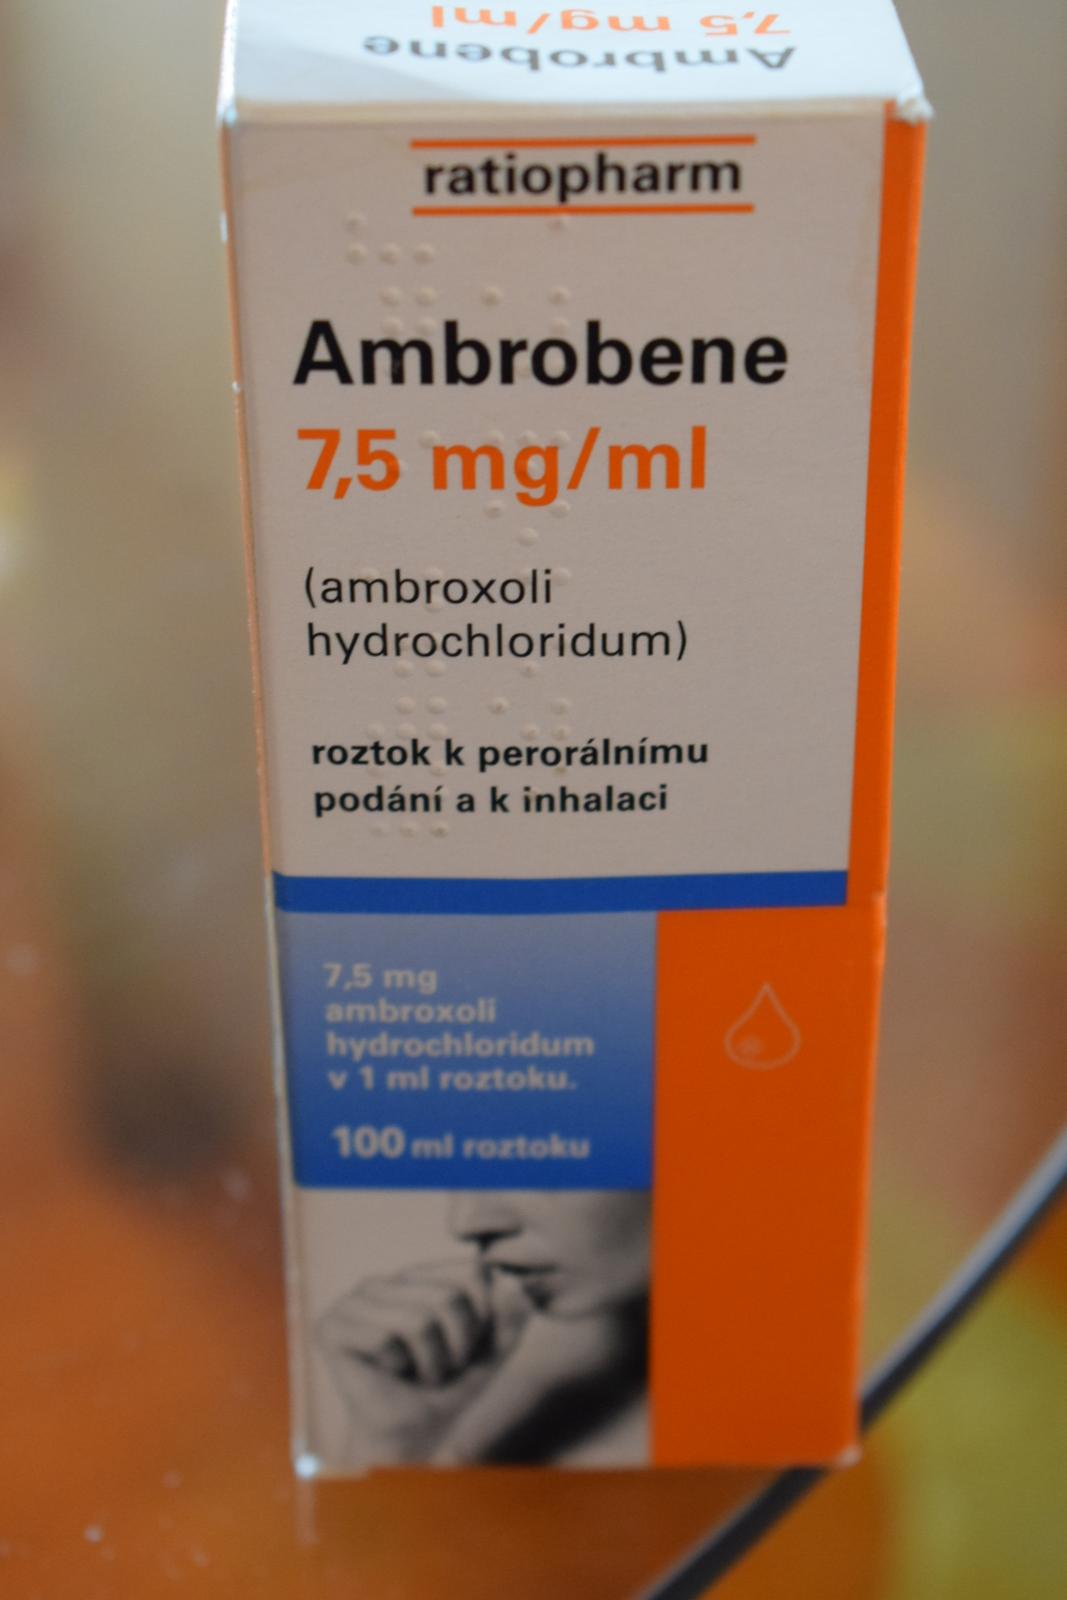 Ambrobene
7,5 mg/ml
ratiopharm
Ambrobene
7,5 mg/ml
(ambroxoli
hydrochloridum)
roztok k perorálnímu
podání a k inhalaci
7,5 mg
ambroxoli
hydrochloridum
v 1 ml roztoku.
100 ml roztoku